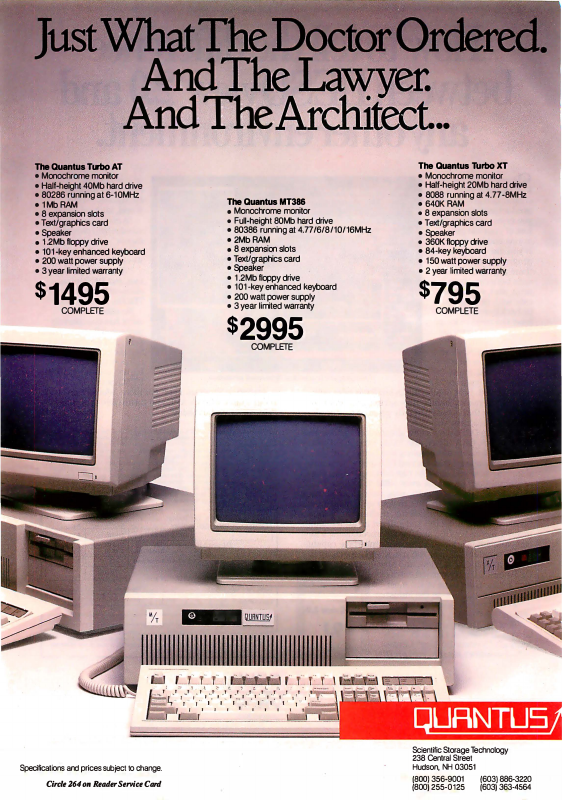 Just What The Doctor Ordered.
And The Lawyer.
And The Architect...
The Quantus Turbo AT
• Monochrome monitor
• Half-height 40Mb hard drive
• 80286 running at 6-10MHz
• 1Mb RAM
• 8 expansion slots
• Text/graphics card
• Speaker
• 1.2Mb floppy drive
• 101-key enhanced keyboard
• 200 watt power supply
• 3 year limited warranty
$1495
COMPLETE
The Quantus MT386
• Monochrome monitor
• Full-height 80Mb hard drive
• 80386 running at 4.77/6/8/10/16MHz
• 2Mb RAM
• 8 expansion slots
• Text/graphics card
• Speaker
• 1.2Mb floppy drive
• 101-key enhanced keyboard
• 200 watt power supply
• 3 year limited warranty
$2995
COMPLETE
The Quantus Turbo XT
• Monochrome monitor
• Half-height 20Mb hard drive
• 8088 running at 4.77-8MHz
• 640K RAM
• 8 expansion slots
• Text/graphics card
• Speaker
• 360K floppy drive
• 84-key keyboard
• 150 watt power supply
• 2 year limited warranty
$795
COMPLETE
QUANTUS
QUANTUS
Scientific Storage Technology
238 Central Street
Hudson, NH 03051
(800) 356-9001 (603) 886-3220
(800) 255-0125 (603) 363-4564
Specifications and prices subject to change.
Circle 264 on Reader Service Card